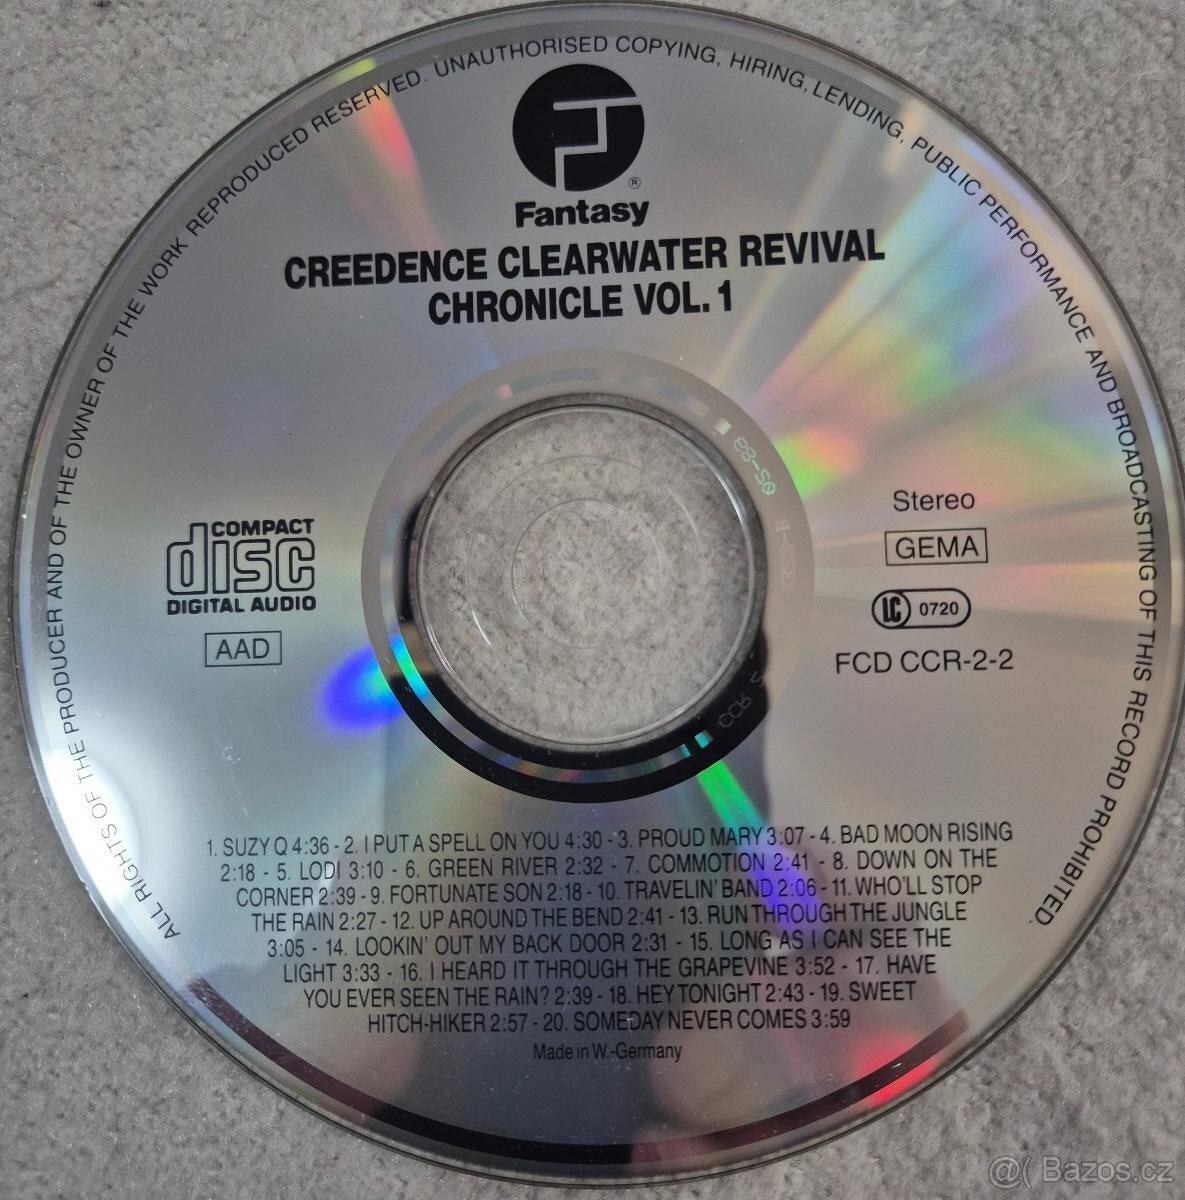 ALL RIGHTS OF THE PRODUCER AND OF THE OWNER OF THE WORK REPRODUCED RESERVED. UNAUTHORISED COPYING, HIRING, LENDING, PUBLIC PERFORMANCE AND BROADCASTING OF THIS RECORD PROHIBITED.
Fantasy®
CREEDENCE CLEARWATER REVIVAL
CHRONICLE VOL. 1
COMPACT
disc
DIGITAL AUDIO
AAD
Stereo
GEMA
LC 0720
FCD CCR-2-2
CCR
1. SUZY Q 4:36 - 2. I PUT A SPELL ON YOU 4:30 - 3. PROUD MARY 3:07 - 4. BAD MOON RISING
2:18 - 5. LODI 3:10 - 6. GREEN RIVER 2:32 - 7. COMMOTION 2:41 - 8. DOWN ON THE
CORNER 2:39 - 9. FORTUNATE SON 2:18 - 10. TRAVELIN' BAND 2:06 - 11. WHO'LL STOP
THE RAIN 2:27 - 12. UP AROUND THE BEND 2:41 - 13. RUN THROUGH THE JUNGLE
3:05 - 14. LOOKIN' OUT MY BACK DOOR 2:31 - 15. LONG AS I CAN SEE THE
LIGHT 3:33 - 16. I HEARD IT THROUGH THE GRAPEVINE 3:52 - 17. HAVE
YOU EVER SEEN THE RAIN? 2:39 - 18. HEY TONIGHT 2:43 - 19. SWEET
HITCH-HIKER 2:57 - 20. SOMEDAY NEVER COMES 3:59
Made in W.-Germany
@( Bazos.cz